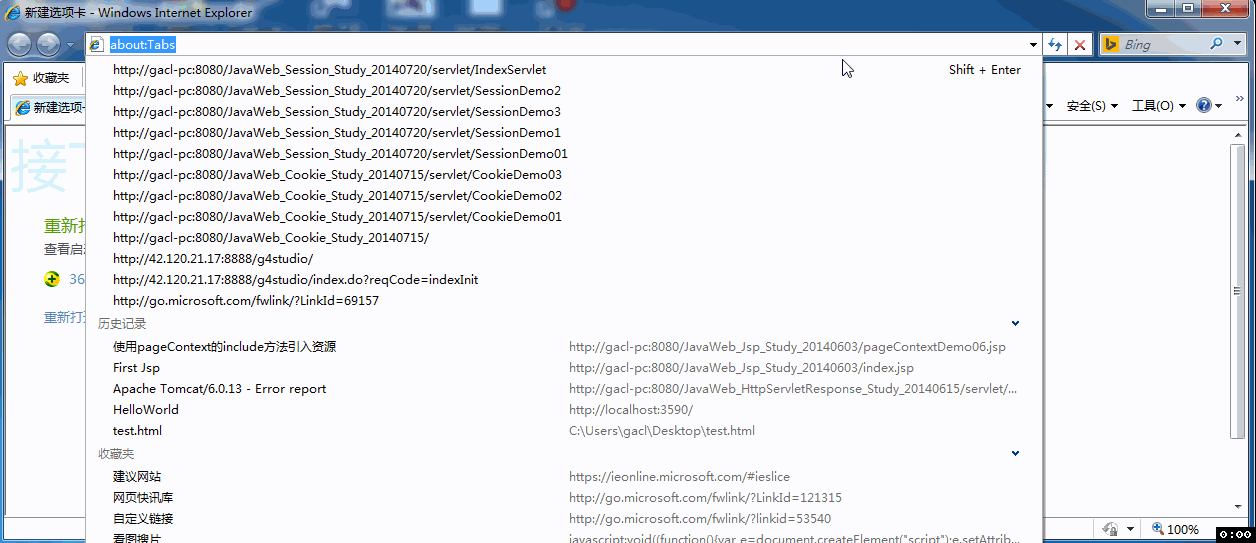 新建选项卡 - Windows Internet Explorer
about:Tabs
Bing
http://gacl-pc:8080/JavaWeb_Session_Study_20140720/servlet/IndexServlet Shift + Enter
收藏夹
http://gacl-pc:8080/JavaWeb_Session_Study_20140720/servlet/SessionDemo2
新建选项卡
http://gacl-pc:8080/JavaWeb_Session_Study_20140720/servlet/SessionDemo3
安全(S) 工具(O)
http://gacl-pc:8080/JavaWeb_Session_Study_20140720/servlet/SessionDemo1
http://gacl-pc:8080/JavaWeb_Session_Study_20140720/servlet/SessionDemo01
接
http://gacl-pc:8080/JavaWeb_Cookie_Study_20140715/servlet/CookieDemo03
http://gacl-pc:8080/JavaWeb_Cookie_Study_20140715/servlet/CookieDemo02
http://gacl-pc:8080/JavaWeb_Cookie_Study_20140715/servlet/CookieDemo01
重新打
http://gacl-pc:8080/JavaWeb_Cookie_Study_20140715/
查看启
http://42.120.21.17:8888/g4studio/
36
http://42.120.21.17:8888/g4studio/index.do?reqCode=indexInit
http://go.microsoft.com/fwlink/?LinkId=69157
重新打
历史记录
使用pageContext的include方法引入资源 http://gacl-pc:8080/JavaWeb_Jsp_Study_20140603/pageContextDemo06.jsp
First Jsp http://gacl-pc:8080/JavaWeb_Jsp_Study_20140603/index.jsp
Apache Tomcat/6.0.13 - Error report http://gacl-pc:8080/JavaWeb_HttpServletResponse_Study_20140615/servlet/...
HelloWorld http://localhost:3590/
test.html C:\Users\gacl\Desktop\test.html
收藏夹
建议网站 https://ieonline.microsoft.com/#ieslice
网页快讯库 http://go.microsoft.com/fwlink/?LinkId=121315
自定义链接 http://go.microsoft.com/fwlink/?linkid=53540
看图搜片 javascript:void((function(){var e=document.createElement("script");e.setAttrib...
100%
0:00